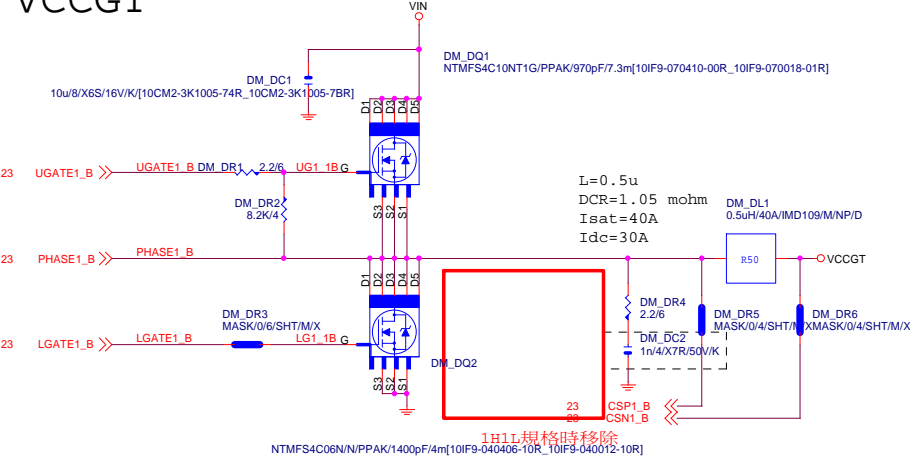 VCCGT
VIN
DM_DQ1
NTMFS4C10NT1G/PPAK/970pF/7.3m[10IF9-070410-00R_10IF9-070018-01R]
DM_DC1
10u/8/X6S/16V/K/[10CM2-3K1005-74R_10CM2-3K1005-7BR]
D1 D2 D3 D4 D5
23 UGATE1_B UGATE1_B DM_DR1 2.2/6 UG1_1B G
DM_DR2
8.2K/4
S3 S2 S1
L=0.5u
DCR=1.05 mohm
Isat=40A
Idc=30A
DM_DL1
0.5uH/40A/IMD109/M/NP/D
R50
VCCGT
23 PHASE1_B PHASE1_B
D1 D2 D3 D4 D5
DM_DR3
MASK/0/6/SHT/M/X
23 LGATE1_B LGATE1_B LG1_1B G
DM_DQ2
S3 S2 S1
DM_DR4
2.2/6
DM_DC2
1n/4/X7R/50V/K
DM_DR5
MASK/0/4/SHT/M/X
DM_DR6
MASK/0/4/SHT/M/X
23 CSP1_B
23 CSN1_B
1H1L規格時移除
NTMFS4C06N/N/PPAK/1400pF/4m[10IF9-040406-10R_10IF9-040012-10R]